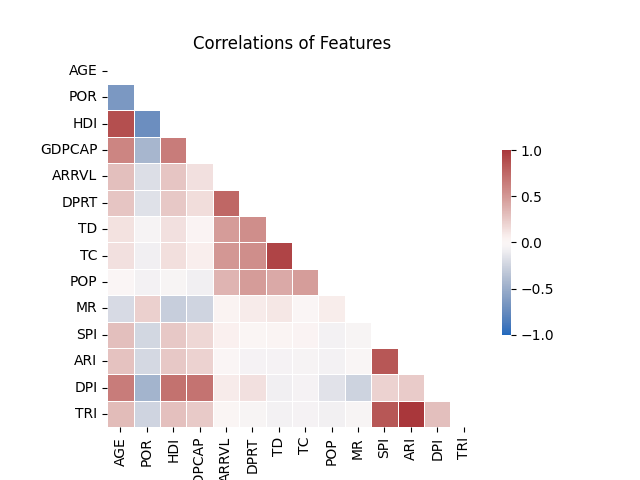 Correlations of Features
AGE
POR
HDI
GDPCAP
ARRVL
DPRT
TD
TC
POP
MR
SPI
ARI
DPI
TRI
1.0
0.5
0.0
−0.5
−1.0
AGE
POR
HDI
DPCAP
ARRVL
DPRT
TD
TC
POP
MR
SPI
ARI
DPI
TRI